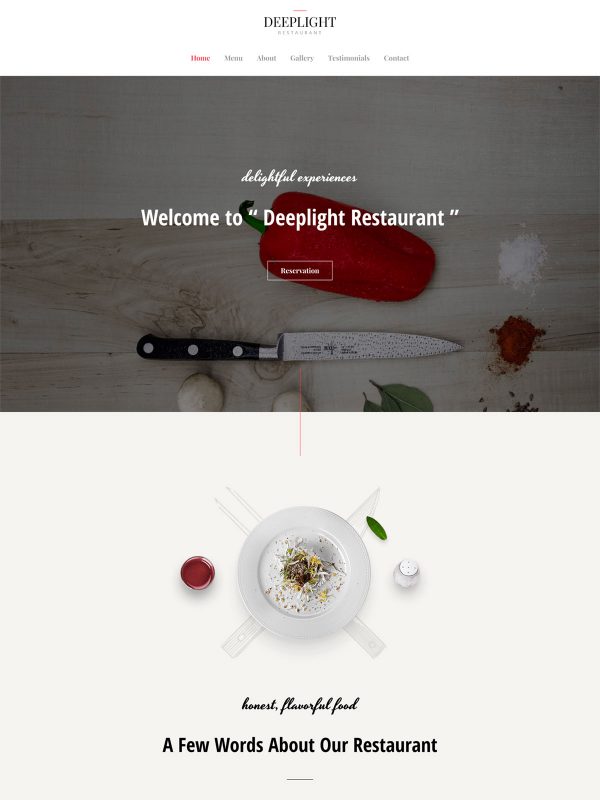 DEEPLIGHT
RESTAURANT
Home Menu About Gallery Testimonials Contact
delightful experiences
Welcome to “ Deeplight Restaurant ”
Reservation
honest, flavorful food
A Few Words About Our Restaurant